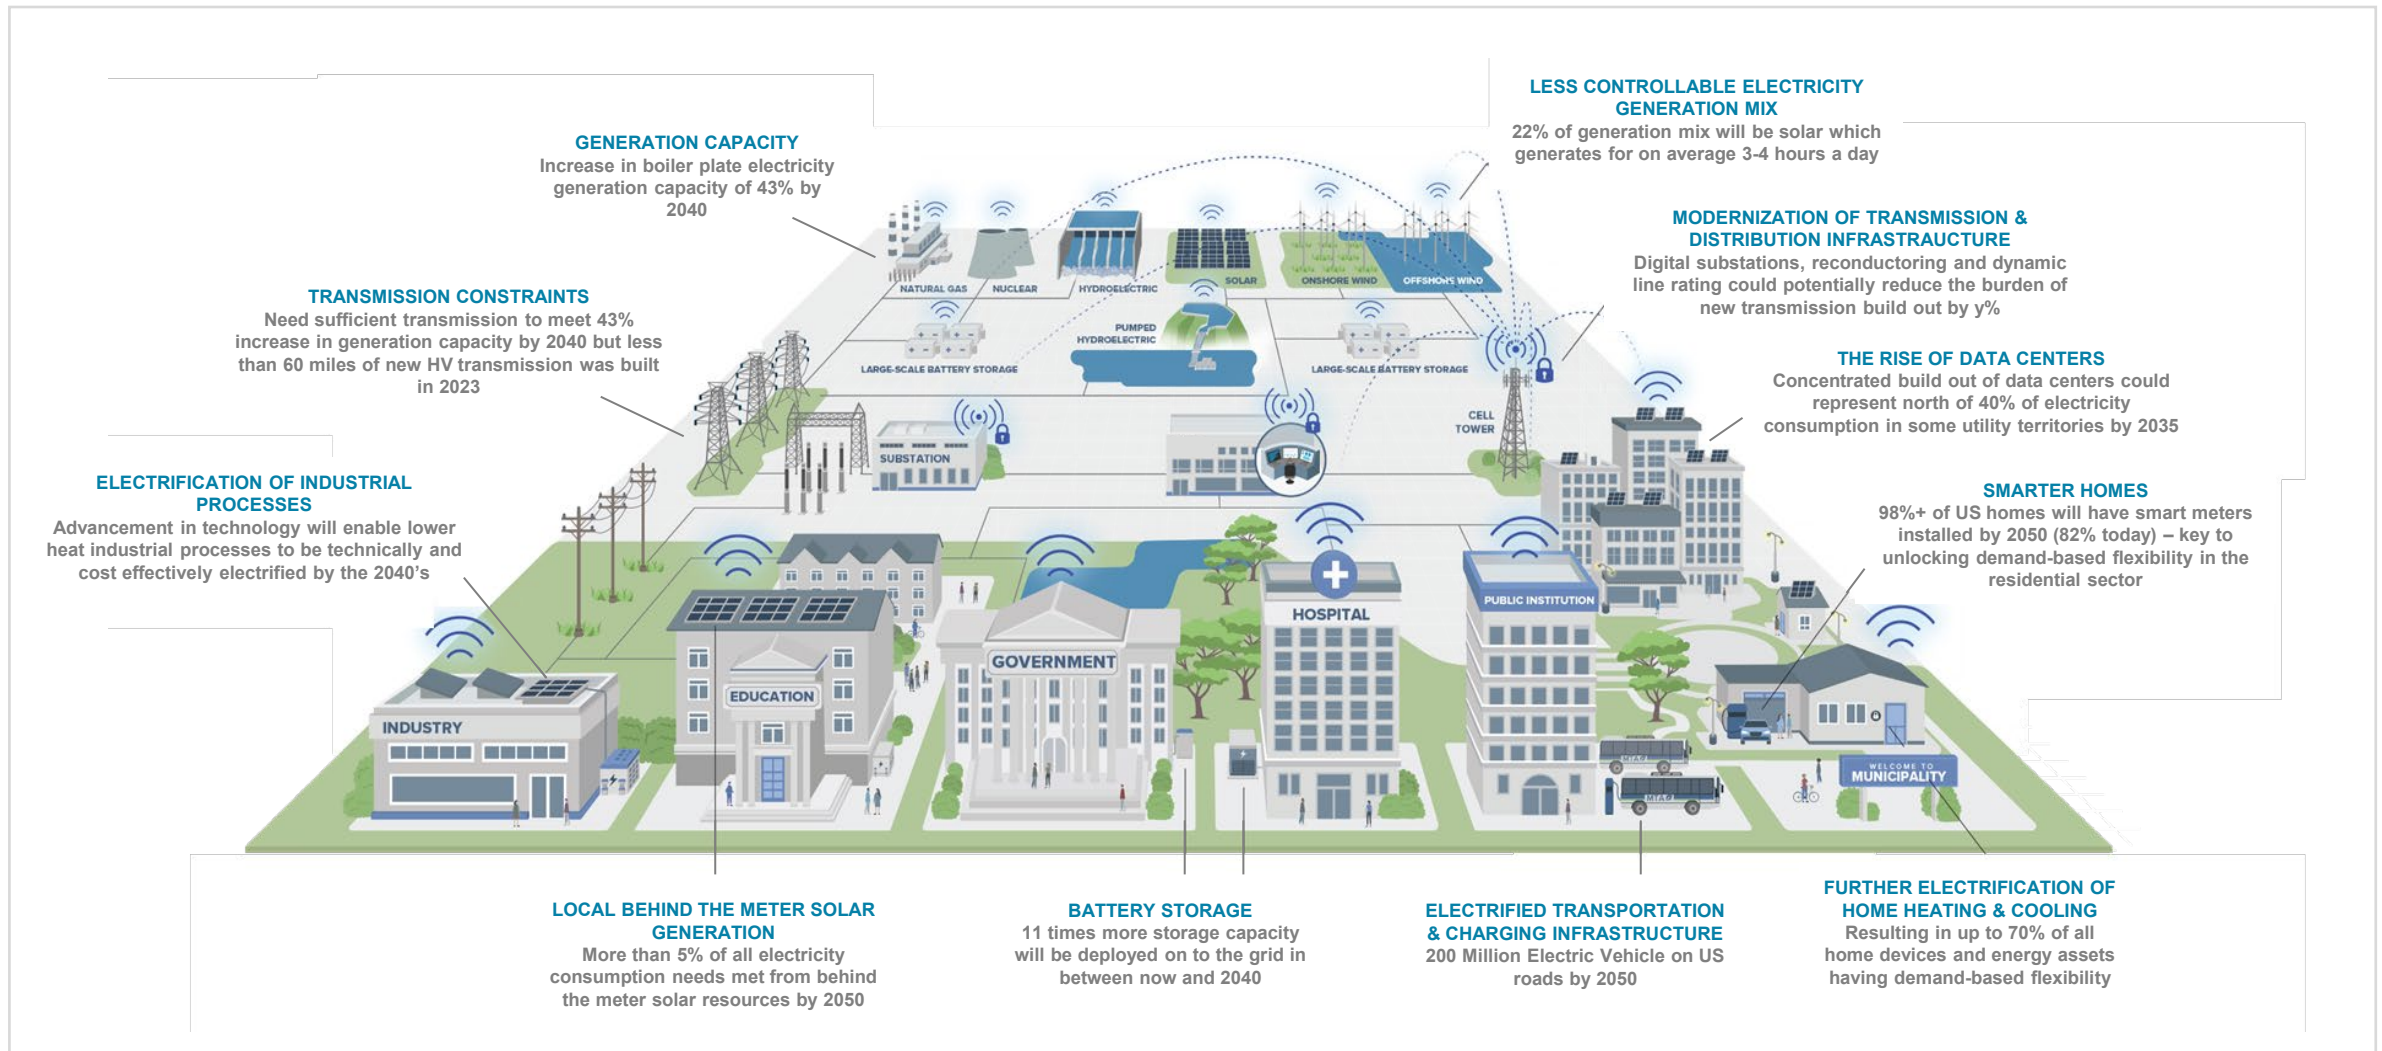 LESS CONTROLLABLE ELECTRICITY
GENERATION MIX
22% of generation mix will be solar which
generates for on average 3-4 hours a day
GENERATION CAPACITY
Increase in boiler plate electricity
generation capacity of 43% by
2040
MODERNIZATION OF TRANSMISSION &
DISTRIBUTION INFRASTRAUCTURE
Digital substations, reconductoring and dynamic
line rating could potentially reduce the burden of
new transmission build out by y%
TRANSMISSION CONSTRAINTS
Need sufficient transmission to meet 43%
increase in generation capacity by 2040 but less
than 60 miles of new HV transmission was built
in 2023
NATURAL GAS
NUCLEAR
HYDROELECTRIC
SOLAR
ONSHORE WIND
OFFSHORE WIND
PUMPED
HYDROELECTRIC
LARGE-SCALE BATTERY STORAGE
LARGE-SCALE BATTERY STORAGE
THE RISE OF DATA CENTERS
Concentrated build out of data centers could
represent north of 40% of electricity
consumption in some utility territories by 2035
CELL
TOWER
SUBSTATION
ELECTRIFICATION OF INDUSTRIAL
PROCESSES
Advancement in technology will enable lower
heat industrial processes to be technically and
cost effectively electrified by the 2040's
SMARTER HOMES
98%+ of US homes will have smart meters
installed by 2050 (82% today) – key to
unlocking demand-based flexibility in the
residential sector
INDUSTRY
EDUCATION
GOVERNMENT
HOSPITAL
PUBLIC INSTITUTION
MTA
MTA
WELCOME TO
MUNICIPALITY
LOCAL BEHIND THE METER SOLAR
GENERATION
More than 5% of all electricity
consumption needs met from behind
the meter solar resources by 2050
BATTERY STORAGE
11 times more storage capacity
will be deployed on to the grid in
between now and 2040
ELECTRIFIED TRANSPORTATION
& CHARGING INFRASTRUCTURE
200 Million Electric Vehicle on US
roads by 2050
FURTHER ELECTRIFICATION OF
HOME HEATING & COOLING
Resulting in up to 70% of all
home devices and energy assets
having demand-based flexibility